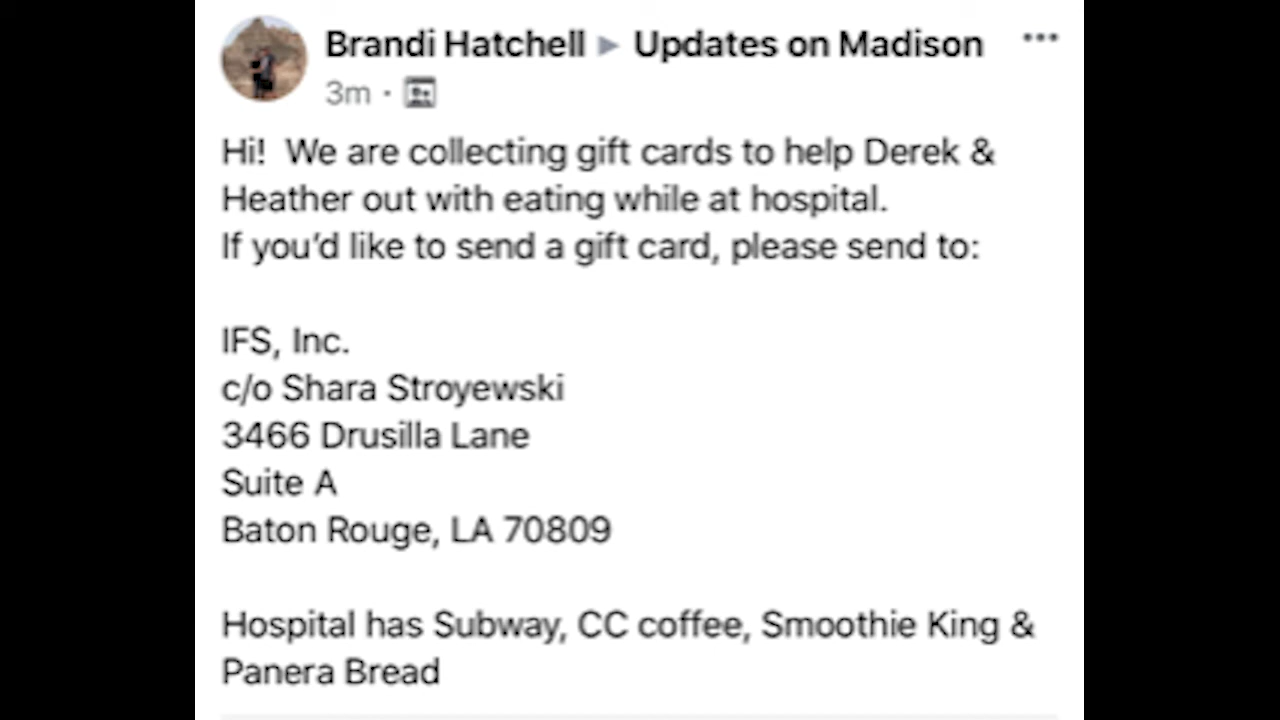 Brandi Hatchell ▸ Updates on Madison
3m ·
Hi!  We are collecting gift cards to help Derek &
Heather out with eating while at hospital.
If you’d like to send a gift card, please send to:
IFS, Inc.
c/o Shara Stroyewski
3466 Drusilla Lane
Suite A
Baton Rouge, LA 70809
Hospital has Subway, CC coffee, Smoothie King &
Panera Bread